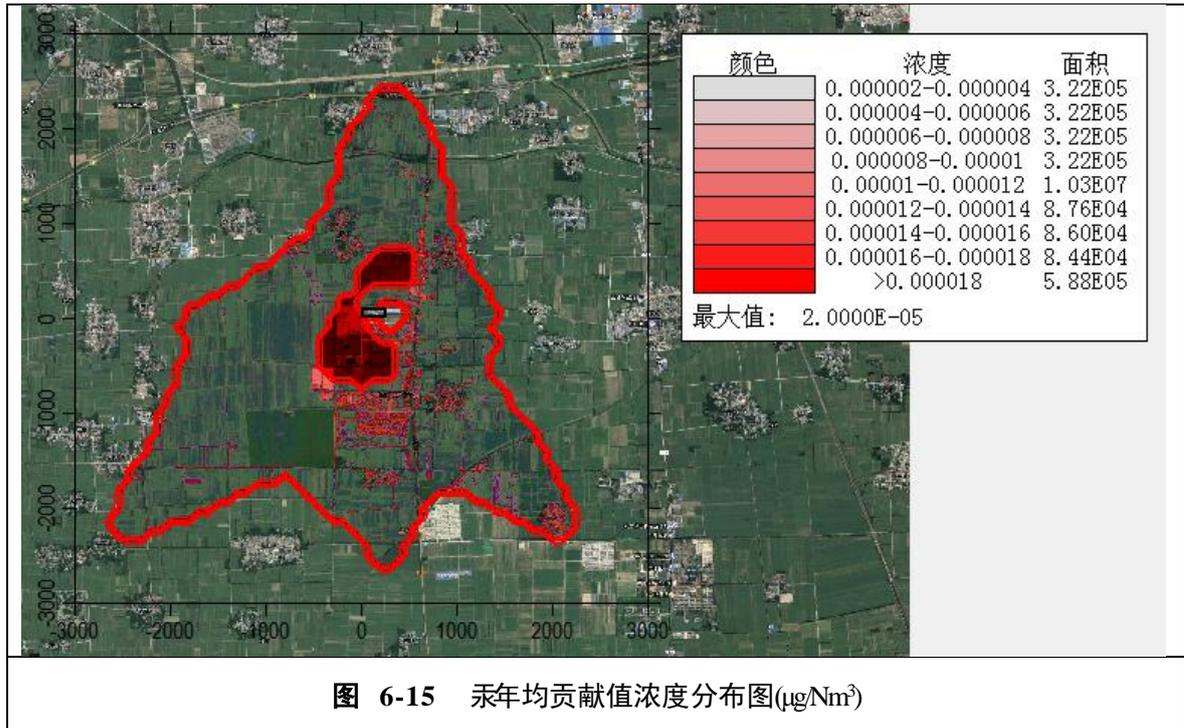 颜色 浓度 面积
0.000002-0.000004 3.22E05
0.000004-0.000006 3.22E05
0.000006-0.000008 3.22E05
0.000008-0.00001 3.22E05
0.00001-0.000012 1.03E07
0.000012-0.000014 8.76E04
0.000014-0.000016 8.60E04
0.000016-0.000018 8.44E04
>0.000018 5.88E05
最大值: 2.0000E-05
3000
2000
1000
0
-1000
-2000
-3000
-3000 -2000 -1000 0 1000 2000 3000
图 6-15 汞年均贡献值浓度分布图(μg/Nm³)